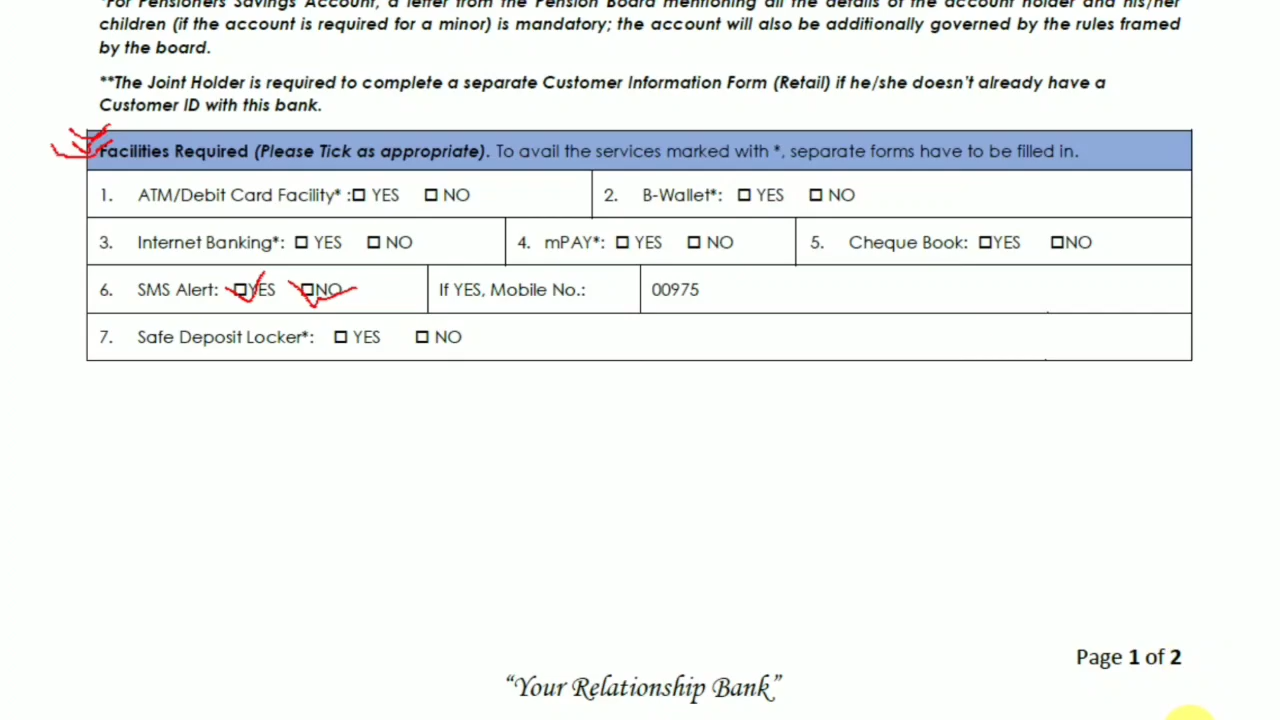 *For Pensioners Savings Account, a letter from the Pension Board mentioning all the details of the account holder and his/her
children (if the account is required for a minor) is mandatory; the account will also be additionally governed by the rules framed
by the board.
**The Joint Holder is required to complete a separate Customer Information Form (Retail) if he/she doesn't already have a
Customer ID with this bank.
Facilities Required (Please Tick as appropriate). To avail the services marked with *, separate forms have to be filled in.
1. ATM/Debit Card Facility* :☐ YES ☐ NO 2. B-Wallet*: ☐ YES ☐ NO
3. Internet Banking*: ☐ YES ☐ NO 4. mPAY*: ☐ YES ☐ NO 5. Cheque Book: ☐YES ☐NO
6. SMS Alert: ☐YES ☐NO If YES, Mobile No.: 00975
7. Safe Deposit Locker*: ☐ YES ☐ NO
Page 1 of 2
"Your Relationship Bank"